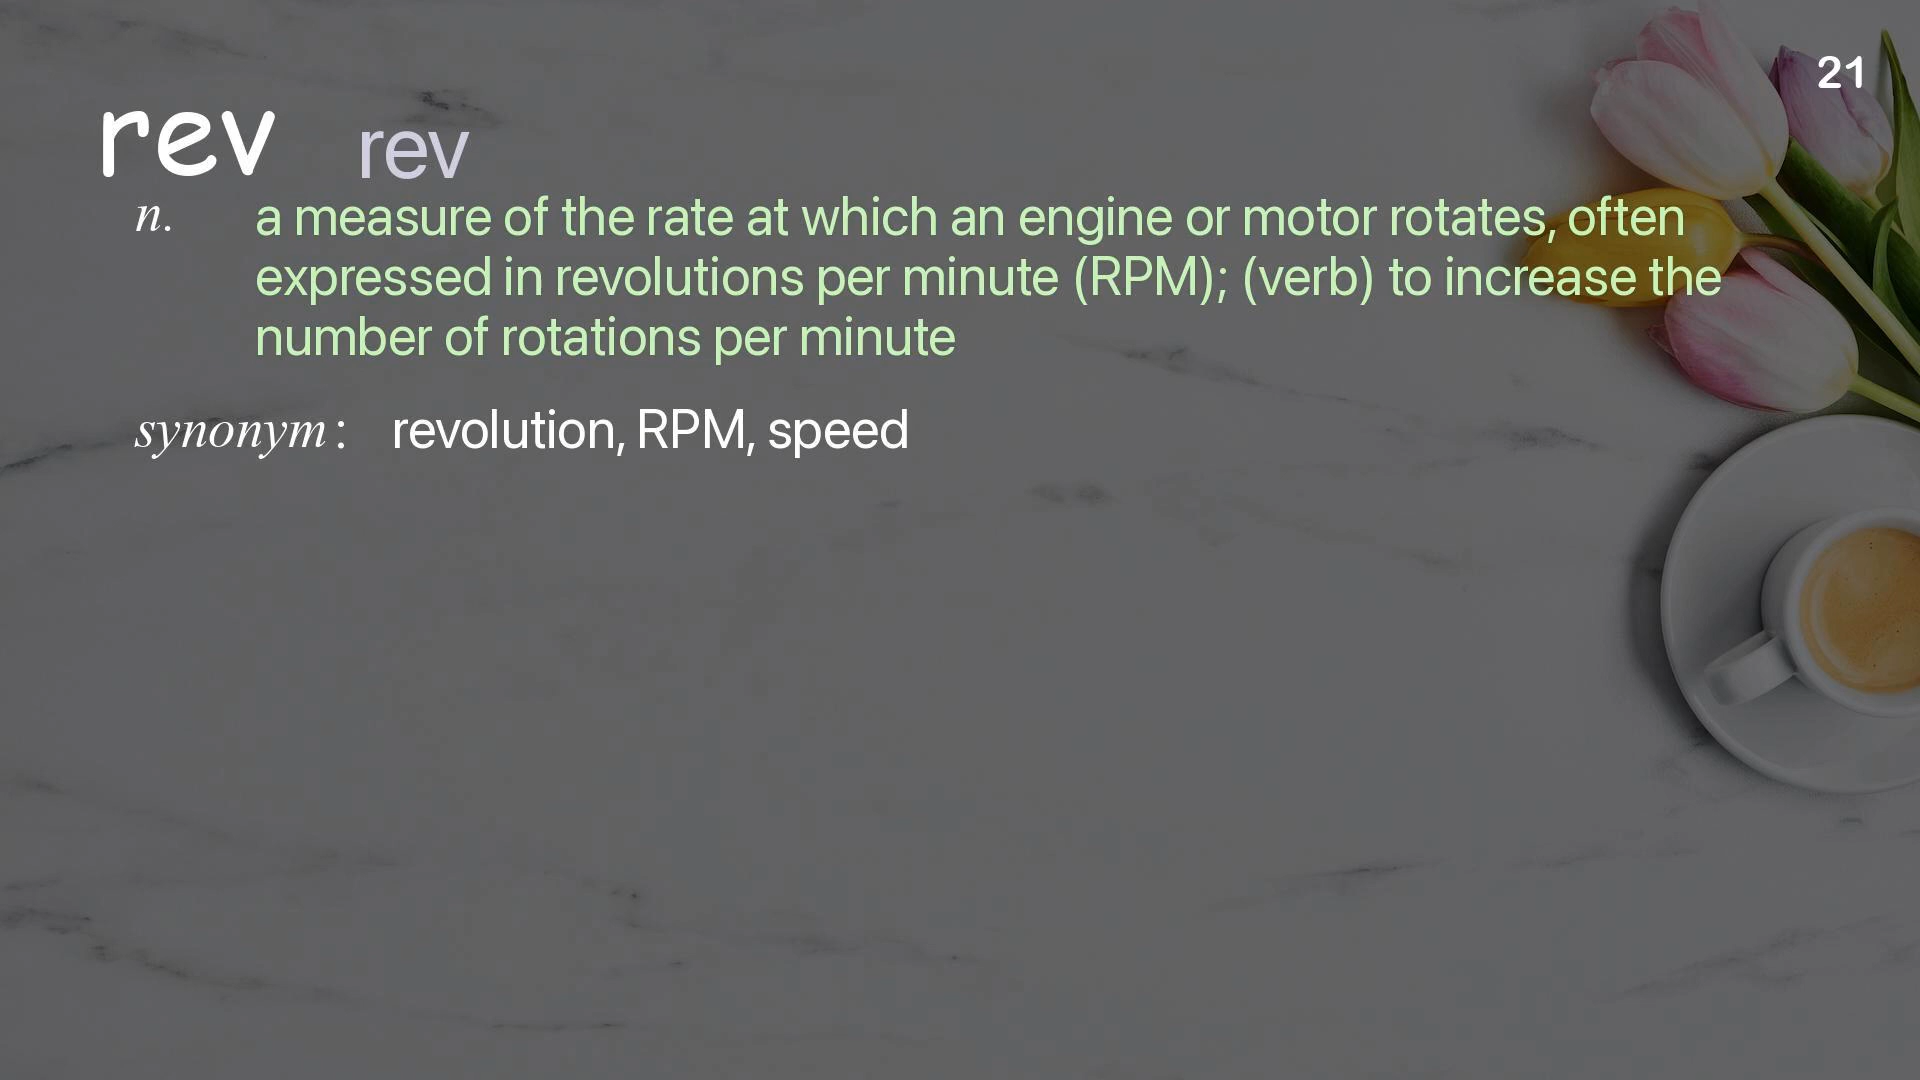 21
rev rev
n. a measure of the rate at which an engine or motor rotates, often
expressed in revolutions per minute (RPM); (verb) to increase the
number of rotations per minute
synonym : revolution, RPM, speed